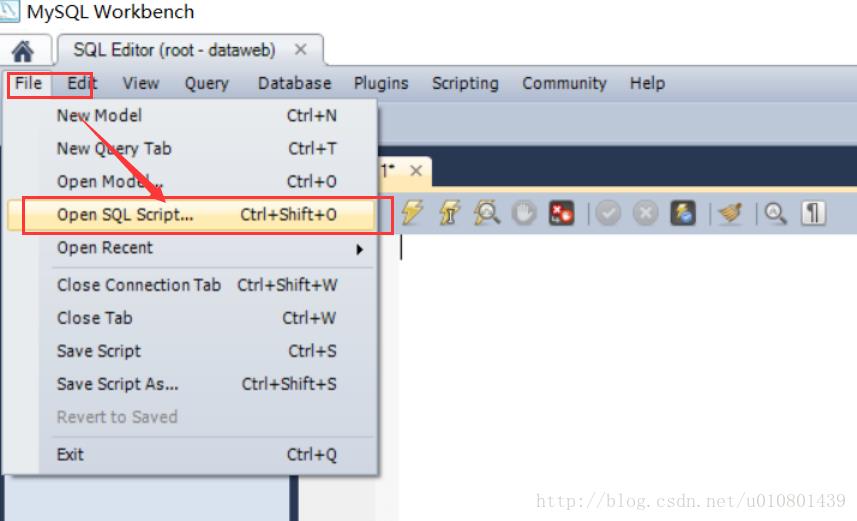 MySQL Workbench
SQL Editor (root - dataweb)
File Edit View Query Database Plugins Scripting Community Help
New Model Ctrl+N
New Query Tab Ctrl+T
Open Model... Ctrl+O
1*
Open SQL Script... Ctrl+Shift+O
Open Recent
Close Connection Tab Ctrl+Shift+W
Close Tab Ctrl+W
Save Script Ctrl+S
Save Script As... Ctrl+Shift+S
Revert to Saved
Exit Ctrl+Q
http://blog.csdn.net/u010801439